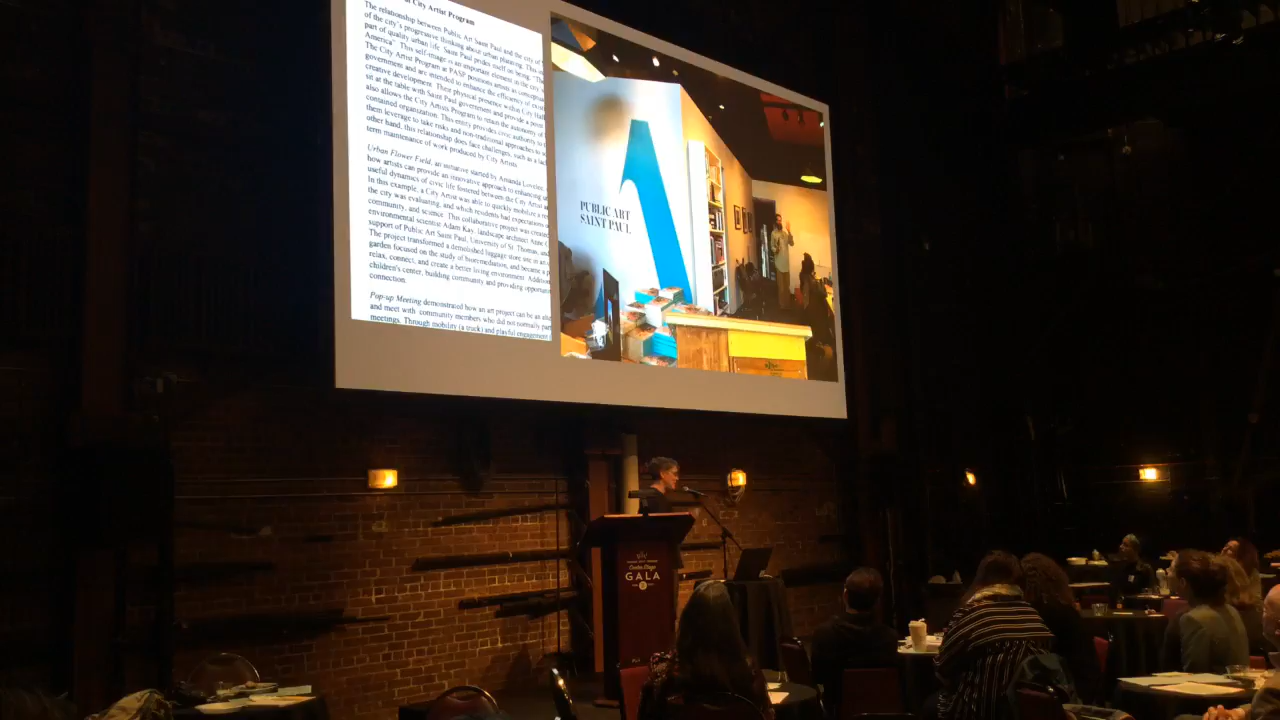 City Artist Program
The relationship between Public Art Saint Paul and the city of
of the city's progressive thinking about urban planning. This
part of quality urban life. Saint Paul prides itself on being, "The
America". This self-image is an important element in the city's
The City Artist Program at PASP positions artists as
government and are intended to enhance the efficiency of
creative development. Their physical presence within City Hall
sit at the table with Saint Paul government and provide a point
also allows the City Artists Program to retain the autonomy of
contained organization. This entity provides civic authority to
them leverage to take risks and non-traditional approaches to
other hand, this relationship does face challenges, such as a lack
term maintenance of work produced by City Artists.
Urban Flower Field, an initiative started by Amanda Lovelee,
how artists can provide an innovative approach to enhancing
useful dynamics of civic life fostered between the City Artist
In this example, a City Artist was able to quickly mobilize a
the city was evaluating, and which residents had expectations
community, and science. This collaborative project was created
environmental scientist Adam Kay, landscape architect
support of Public Art Saint Paul, University of St. Thomas, and
The project transformed a demolished luggage store site
garden focused on the study of bioremediation, and became a
relax, connect, and create a better living environment.
children's center, building community and providing
connection.
Pop-up Meeting demonstrated how an art project can be an
and meet with community members who did not normally
meetings. Through mobility (a truck) and playful engagement
PUBLIC ART
SAINT PAUL
Center Stage
GALA